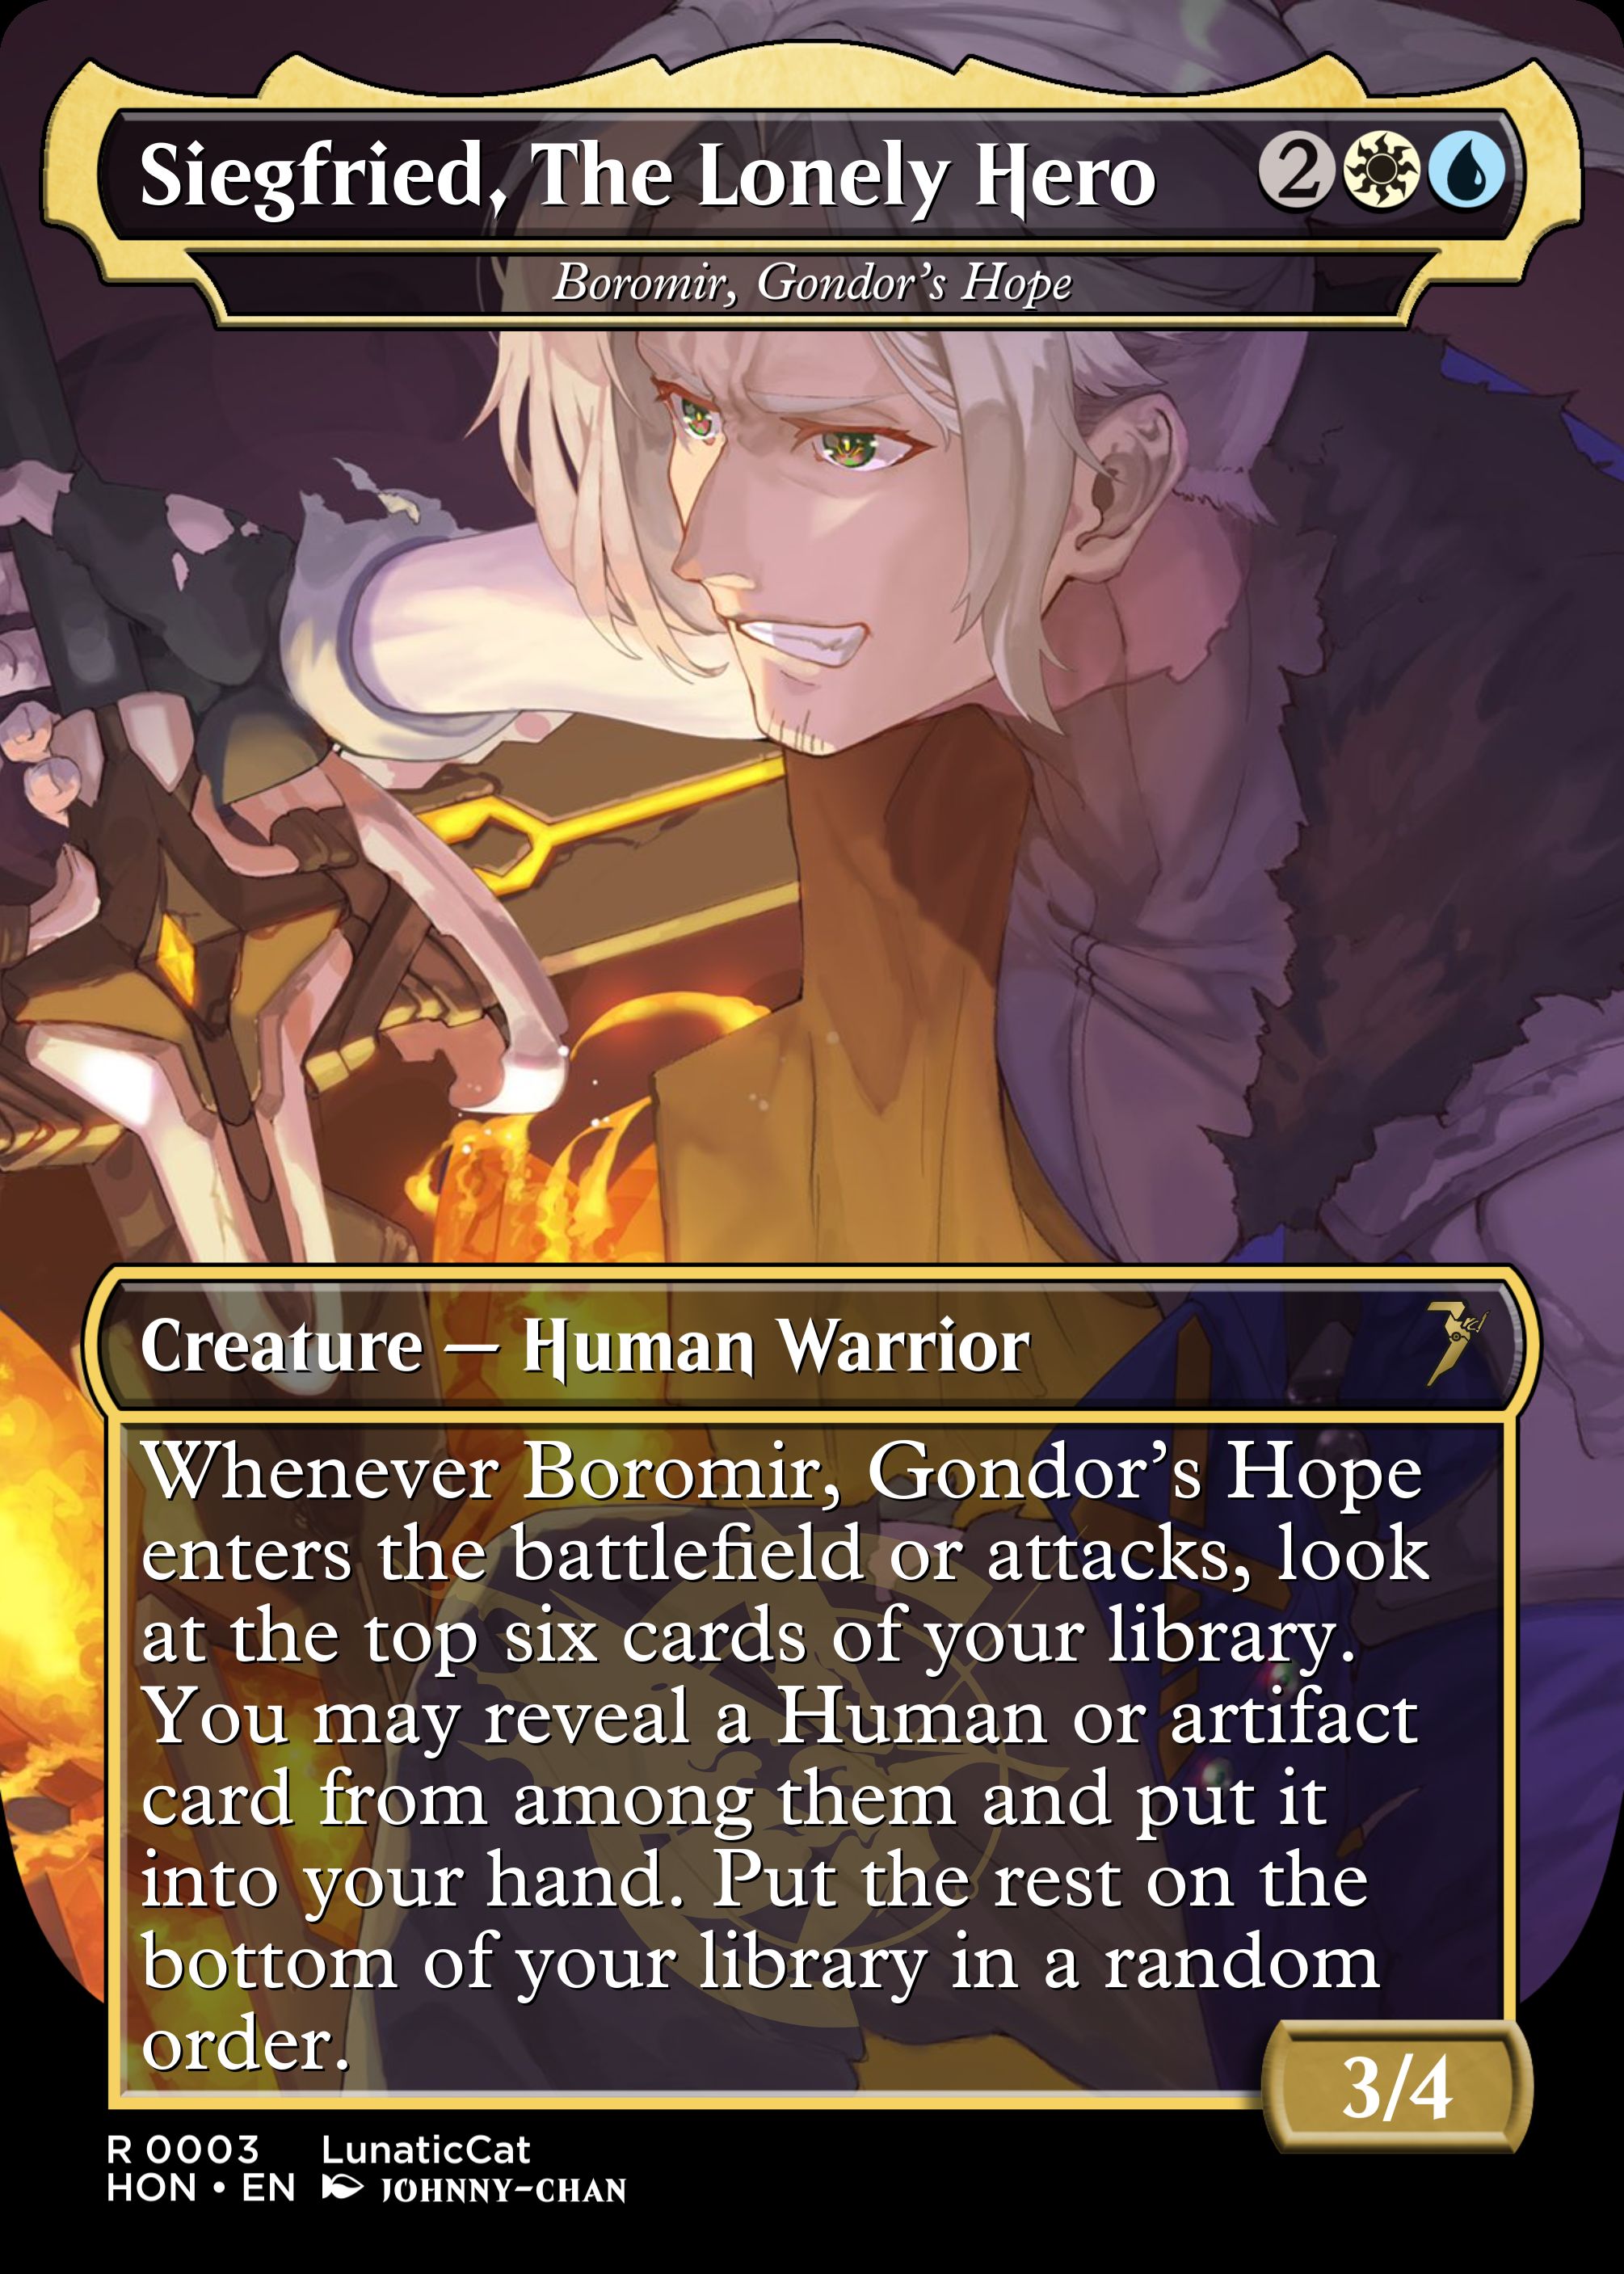 Siegfried, The Lonely Hero 2
Boromir, Gondor's Hope
Creature — Human Warrior
Whenever Boromir, Gondor's Hope
enters the battlefield or attacks, look
at the top six cards of your library.
You may reveal a Human or artifact
card from among them and put it
into your hand. Put the rest on the
bottom of your library in a random
order.
3/4
R 0003 LunaticCat
HON • EN JOHNNY-CHAN